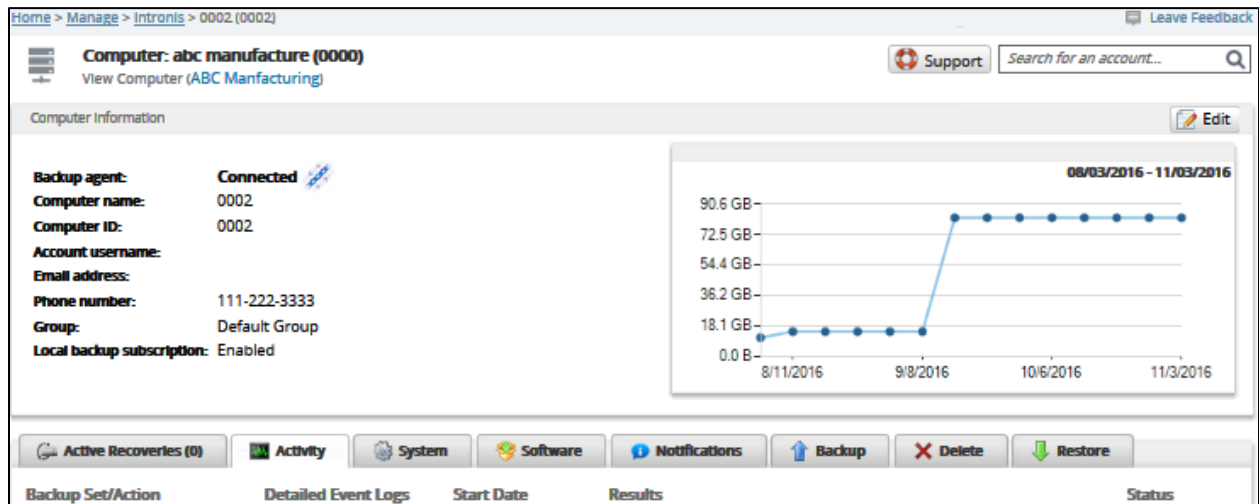 Home > Manage > Intronis > 0002 (0002)
Leave Feedback
Computer: abc manufacture (0000)
View Computer (ABC Manfacturing)
Support
Search for an account...
Computer Information
Edit
Backup agent: Connected
Computer name: 0002
Computer ID: 0002
Account username:
Email address:
Phone number: 111-222-3333
Group: Default Group
Local backup subscription: Enabled
08/03/2016 - 11/03/2016
90.6 GB
72.5 GB
54.4 GB
36.2 GB
18.1 GB
0.0 B
8/11/2016 9/8/2016 10/6/2016 11/3/2016
Active Recoveries (0) Activity System Software Notifications Backup Delete Restore
Backup Set/Action Detailed Event Logs Start Date Results Status